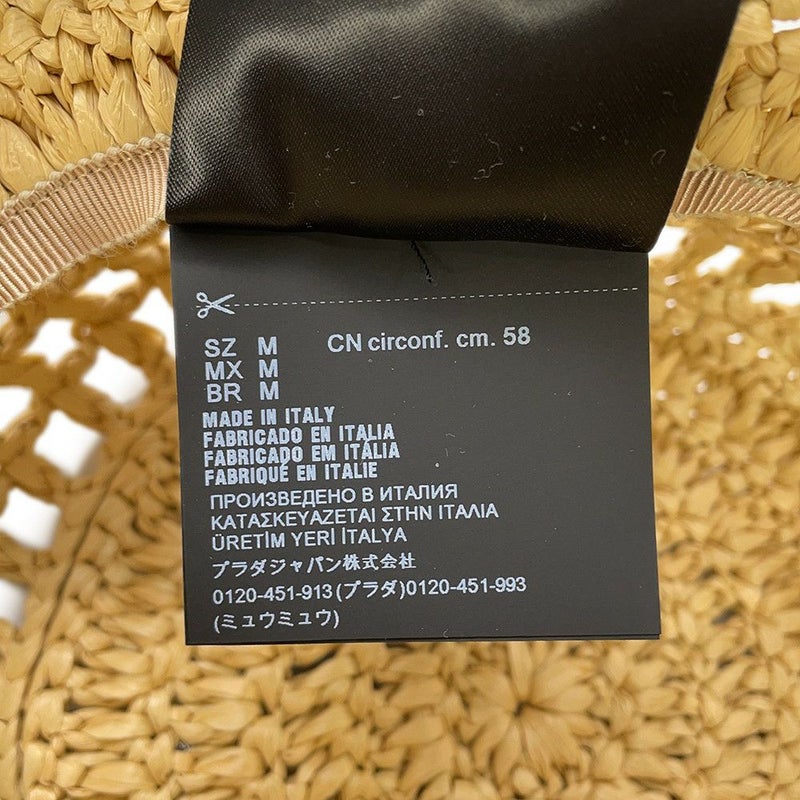 SZ M CN circonf. cm. 58
MX M
BR M
MADE IN ITALY
FABRICADO EN ITALIA
FABRICADO EM ITÁLIA
FABRIQUÉ EN ITALIE
ПРОИЗВЕДЕНО В ИТАЛИЯ
ΚΑΤΑΣΚΕΥΑΖΕΤΑΙ ΣΤΗΝ ΙΤΑΛΙΑ
ÜRETİM YERİ İTALYA
プラダジャパン株式会社
0120-451-913(プラダ)0120-451-993
(ミュウミュウ)